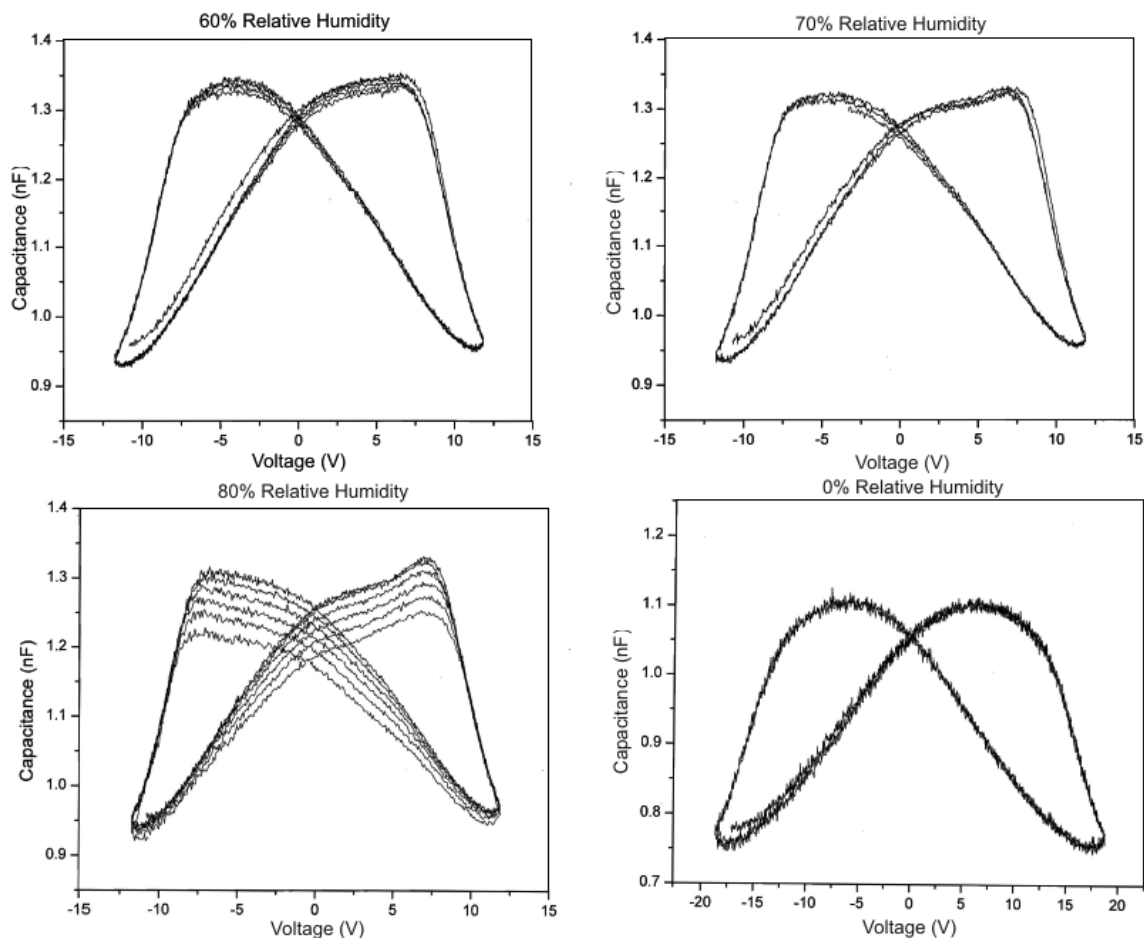 60% Relative Humidity
1.4
1.3
1.2
1.1
1.0
0.9
Capacitance (nF)
-15 -10 -5 0 5 10 15
Voltage (V)
70% Relative Humidity
1.4
1.3
1.2
1.1
1.0
0.9
Capacitance (nF)
-15 -10 -5 0 5 10 15
Voltage (V)
80% Relative Humidity
1.4
1.3
1.2
1.1
1.0
0.9
Capacitance (nF)
-15 -10 -5 0 5 10 15
Voltage (V)
0% Relative Humidity
1.2
1.1
1.0
0.9
0.8
0.7
Capacitance (nF)
-20 -15 -10 -5 0 5 10 15 20
Voltage (V)